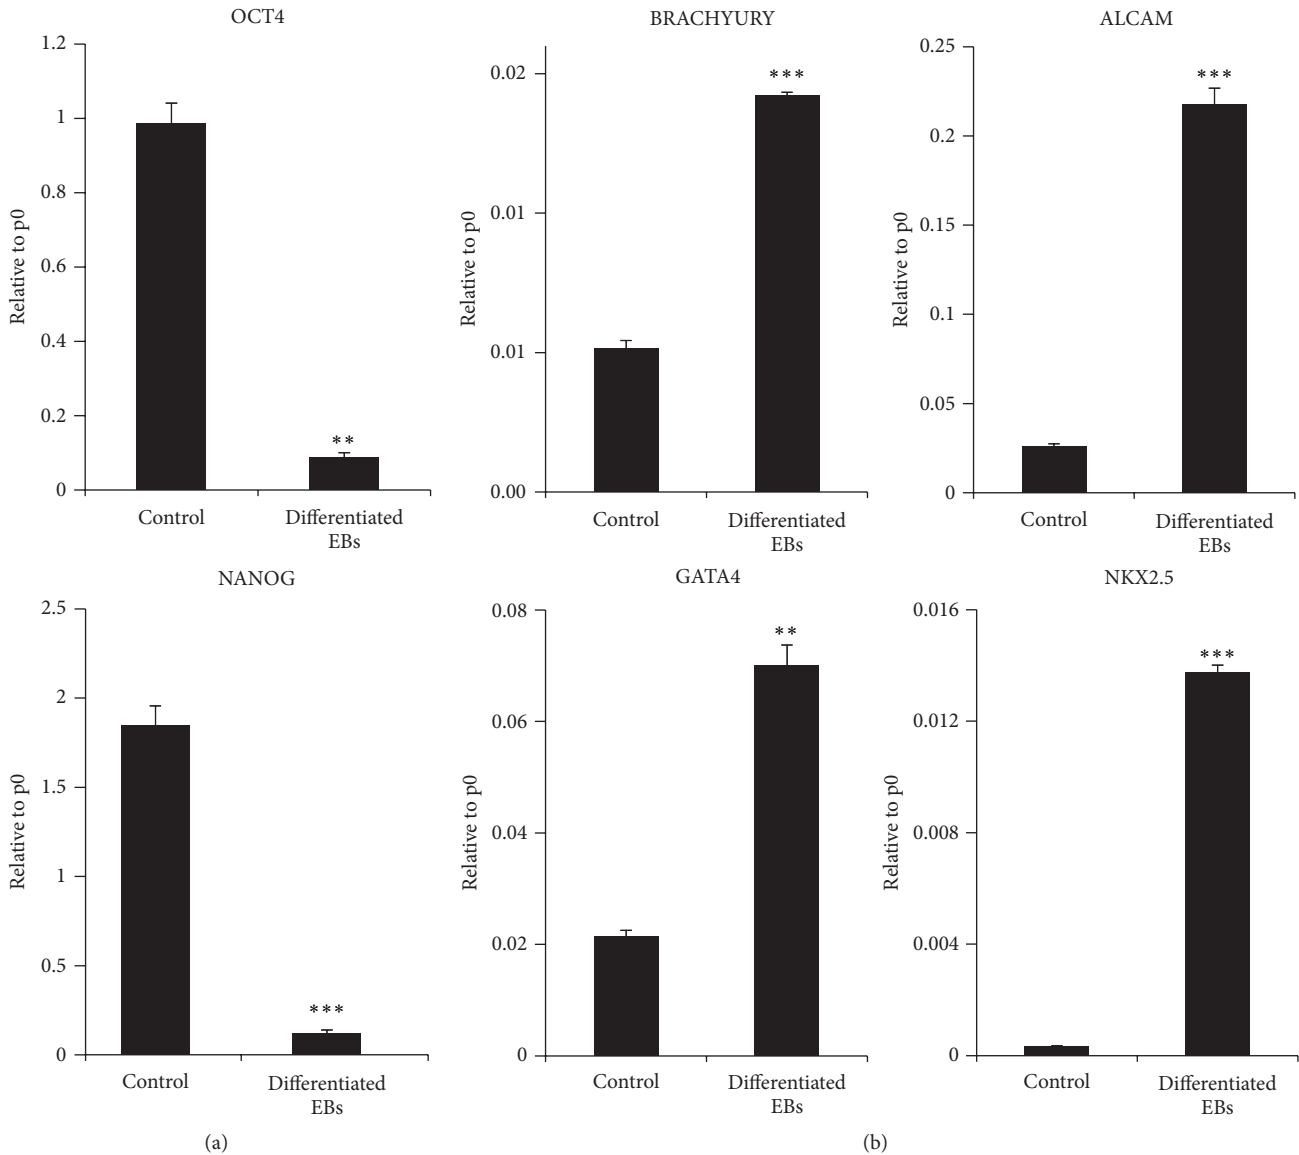 OCT4
1.2
1
0.8
0.6
0.4
0.2
0
Relative to p0
**
Control
Differentiated
EBs
BRACHYURY
0.02
0.01
0.01
0.00
Relative to p0
***
Control
Differentiated
EBs
ALCAM
0.25
0.2
0.15
0.1
0.05
0
Relative to p0
***
Control
Differentiated
EBs
NANOG
2.5
2
1.5
1
0.5
0
Relative to p0
***
Control
Differentiated
EBs
(a)
GATA4
0.08
0.06
0.04
0.02
0
Relative to p0
**
Control
Differentiated
EBs
NKX2.5
0.016
0.012
0.008
0.004
0
Relative to p0
***
Control
Differentiated
EBs
(b)